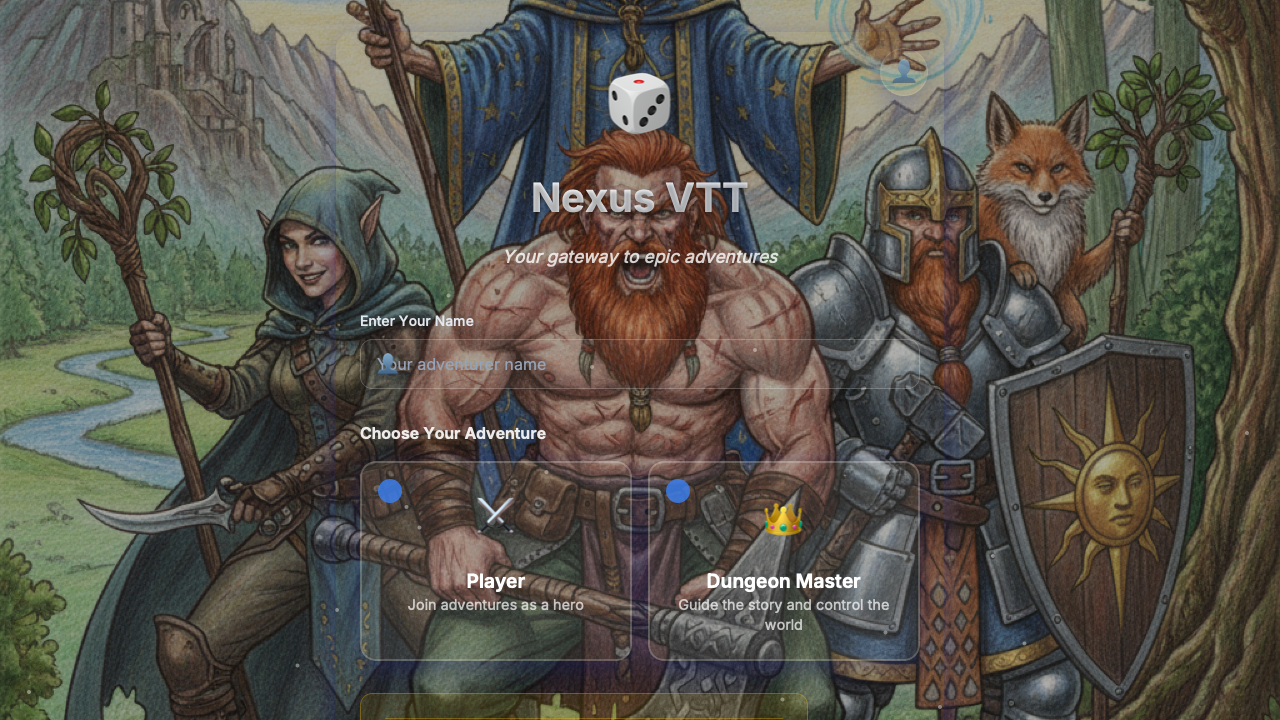 Nexus VTT
Your gateway to epic adventures
Enter Your Name
Your adventurer name
Choose Your Adventure
Player
Join adventures as a hero
Dungeon Master
Guide the story and control the
world